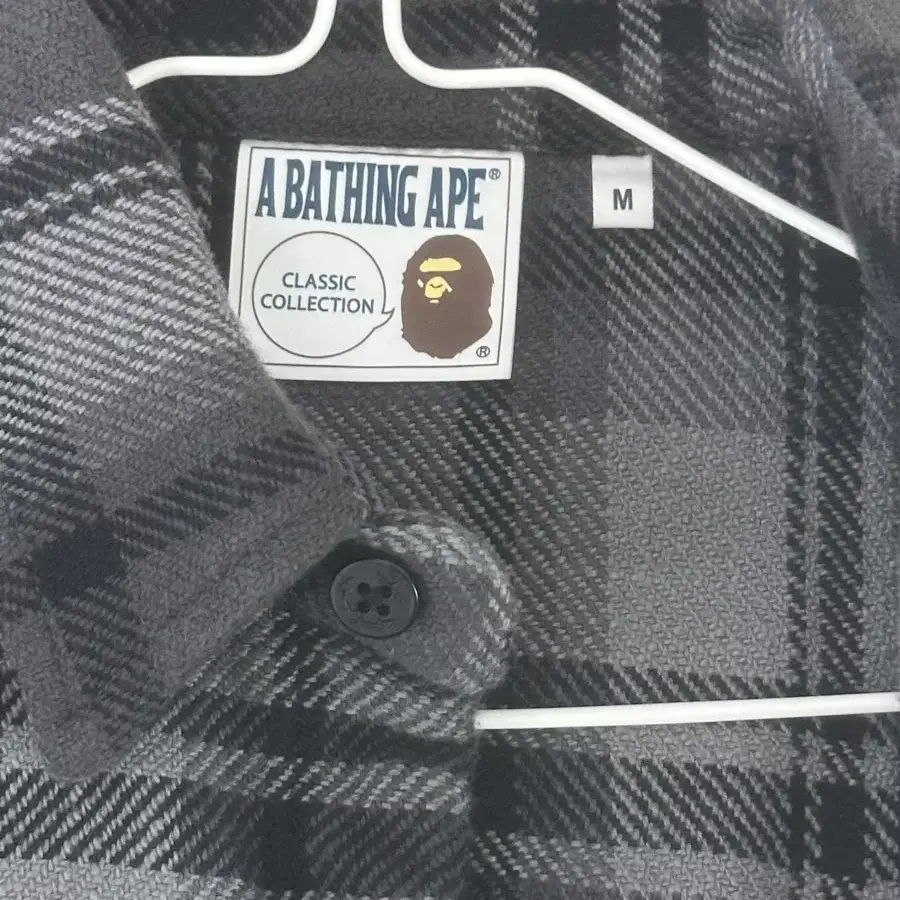 A BATHING APE®
CLASSIC
COLLECTION
®
M